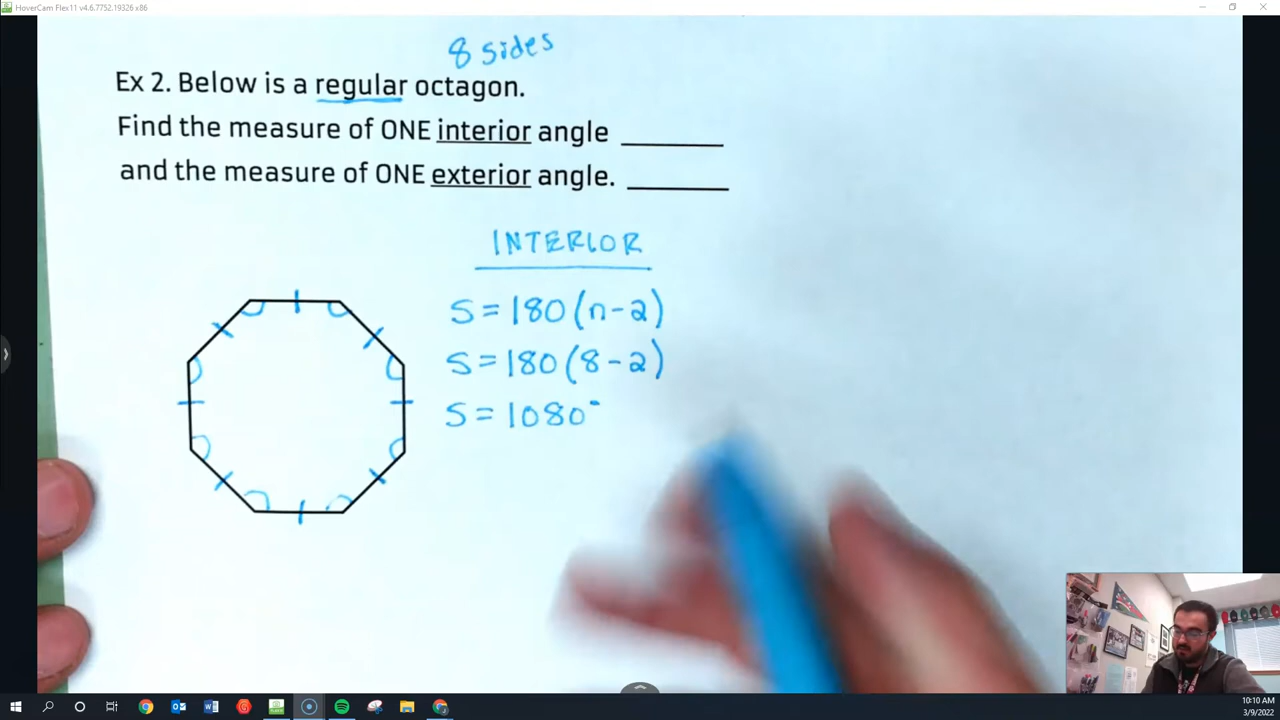 HoverCam Flex11 v4.6.7752.19326 x86
8 sides
Ex 2. Below is a regular octagon.
Find the measure of ONE interior angle ________
and the measure of ONE exterior angle. ________
INTERIOR
S = 180 (n - 2)
S = 180 (8 - 2)
S = 1080°
10:10 AM
3/9/2022